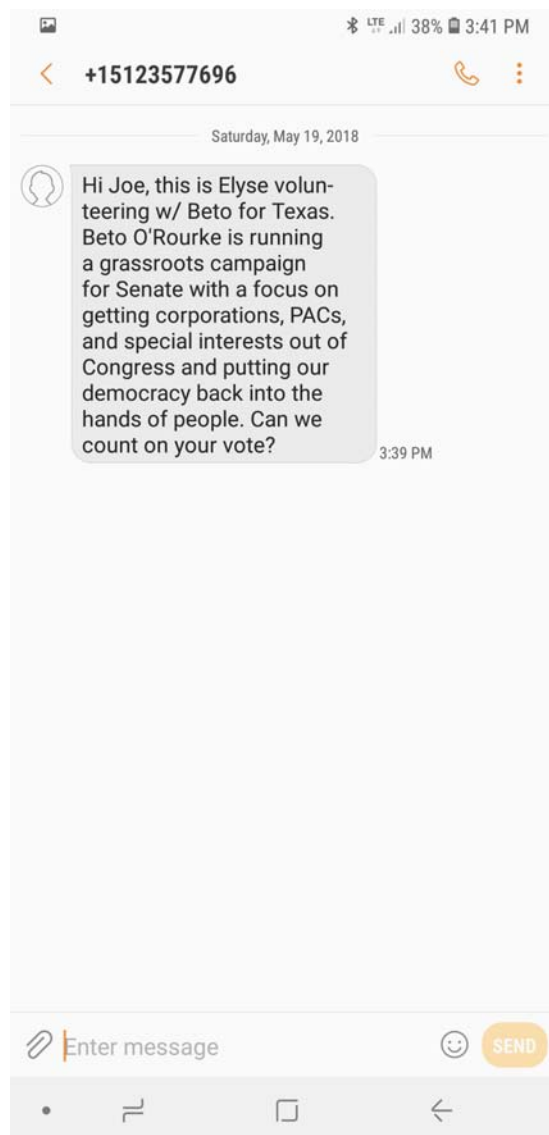 LTE 38% 3:41 PM
+15123577696
Saturday, May 19, 2018
Hi Joe, this is Elyse volun-
teering w/ Beto for Texas.
Beto O'Rourke is running
a grassroots campaign
for Senate with a focus on
getting corporations, PACs,
and special interests out of
Congress and putting our
democracy back into the
hands of people. Can we
count on your vote?
3:39 PM
Enter message
SEND